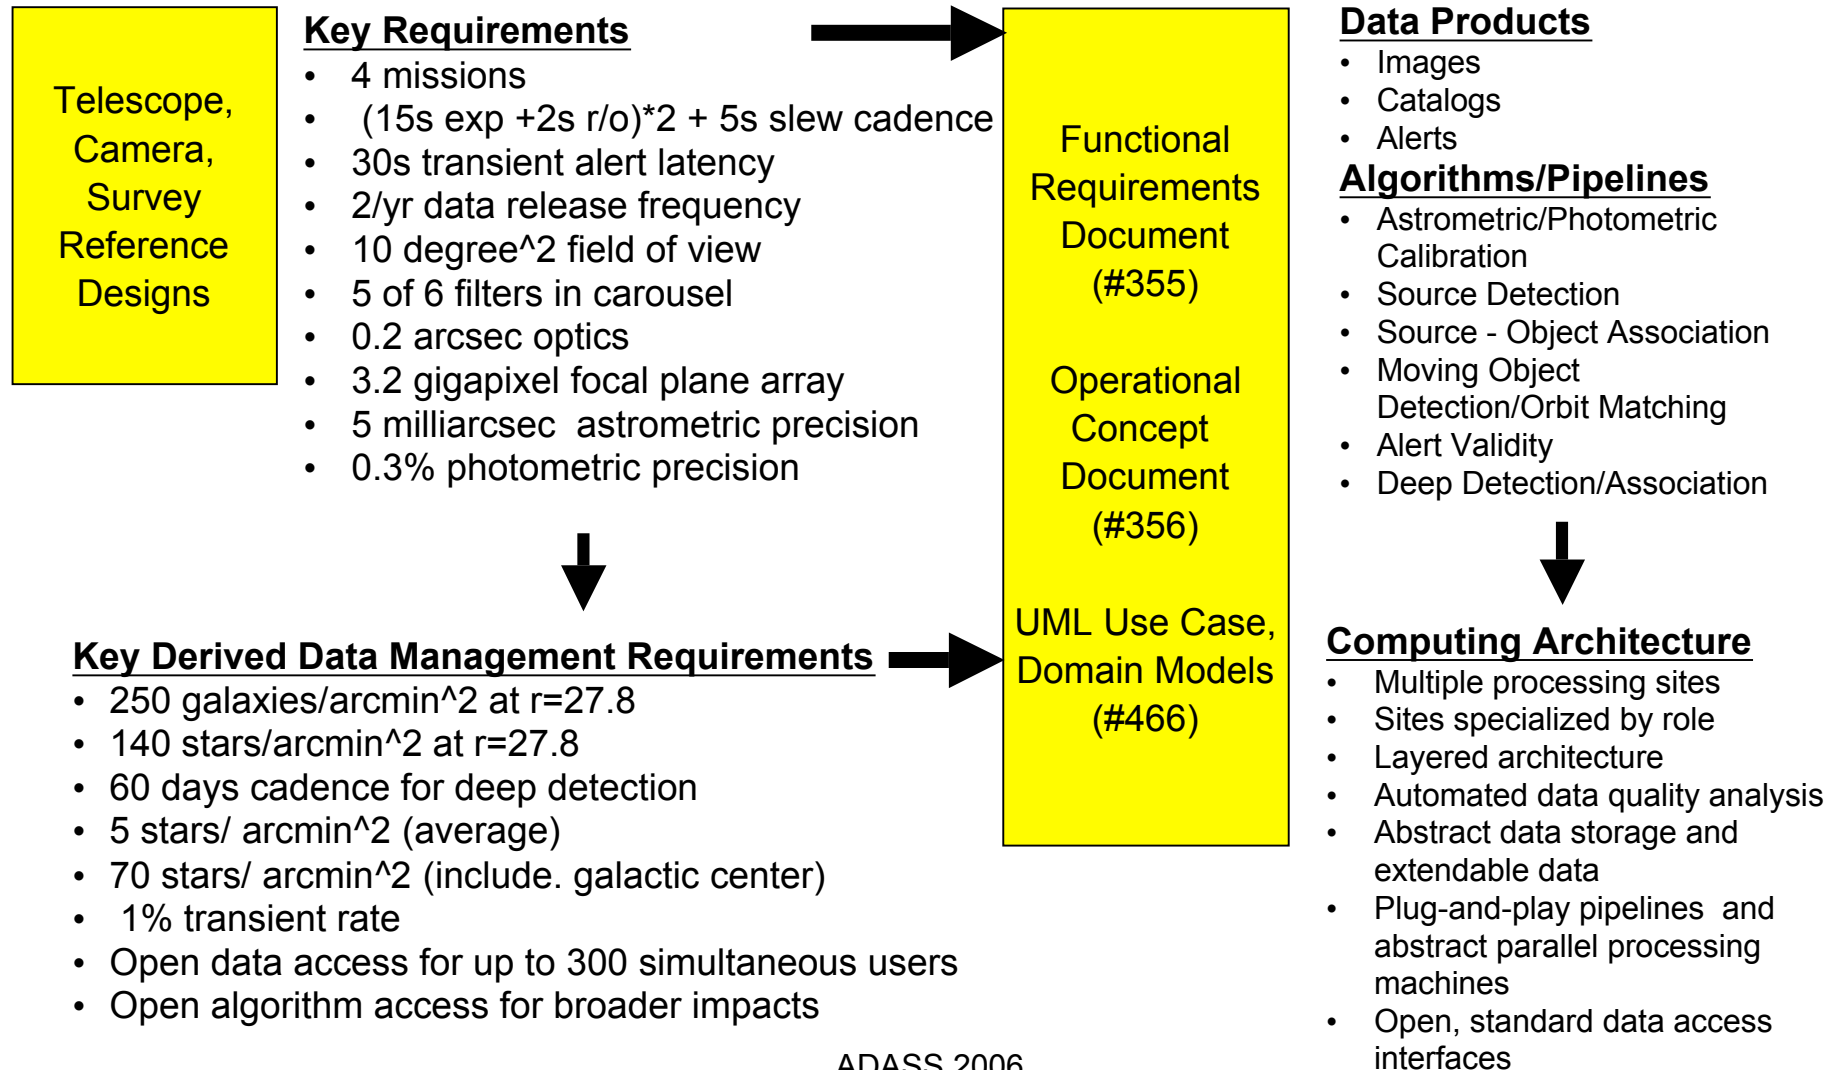 Telescope,
Camera,
Survey
Reference
Designs
Key Requirements
• 4 missions
• (15s exp +2s r/o)*2 + 5s slew cadence
• 30s transient alert latency
• 2/yr data release frequency
• 10 degree^2 field of view
• 5 of 6 filters in carousel
• 0.2 arcsec optics
• 3.2 gigapixel focal plane array
• 5 milliarcsec astrometric precision
• 0.3% photometric precision
Key Derived Data Management Requirements
• 250 galaxies/arcmin^2 at r=27.8
• 140 stars/arcmin^2 at r=27.8
• 60 days cadence for deep detection
• 5 stars/ arcmin^2 (average)
• 70 stars/ arcmin^2 (include. galactic center)
• 1% transient rate
• Open data access for up to 300 simultaneous users
• Open algorithm access for broader impacts
Functional
Requirements
Document
(#355)
Operational
Concept
Document
(#356)
UML Use Case,
Domain Models
(#466)
Data Products
• Images
• Catalogs
• Alerts
Algorithms/Pipelines
• Astrometric/Photometric
Calibration
• Source Detection
• Source - Object Association
• Moving Object
Detection/Orbit Matching
• Alert Validity
• Deep Detection/Association
Computing Architecture
• Multiple processing sites
• Sites specialized by role
• Layered architecture
• Automated data quality analysis
• Abstract data storage and
extendable data
• Plug-and-play pipelines and
abstract parallel processing
machines
• Open, standard data access
interfaces
ADASS 2006